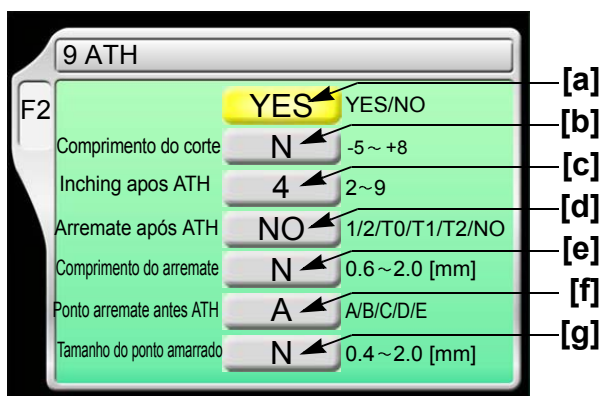 9 ATH
F2
YES YES/NO [a]
Comprimento do corte N -5~+8 [b]
Inching apos ATH 4 2~9 [c]
Arremate após ATH NO 1/2/T0/T1/T2/NO [d]
Comprimento do arremate N 0.6~2.0 [mm] [e]
Ponto arremate antes ATH A A/B/C/D/E [f]
Tamanho do ponto amarrado N 0.4~2.0 [mm] [g]